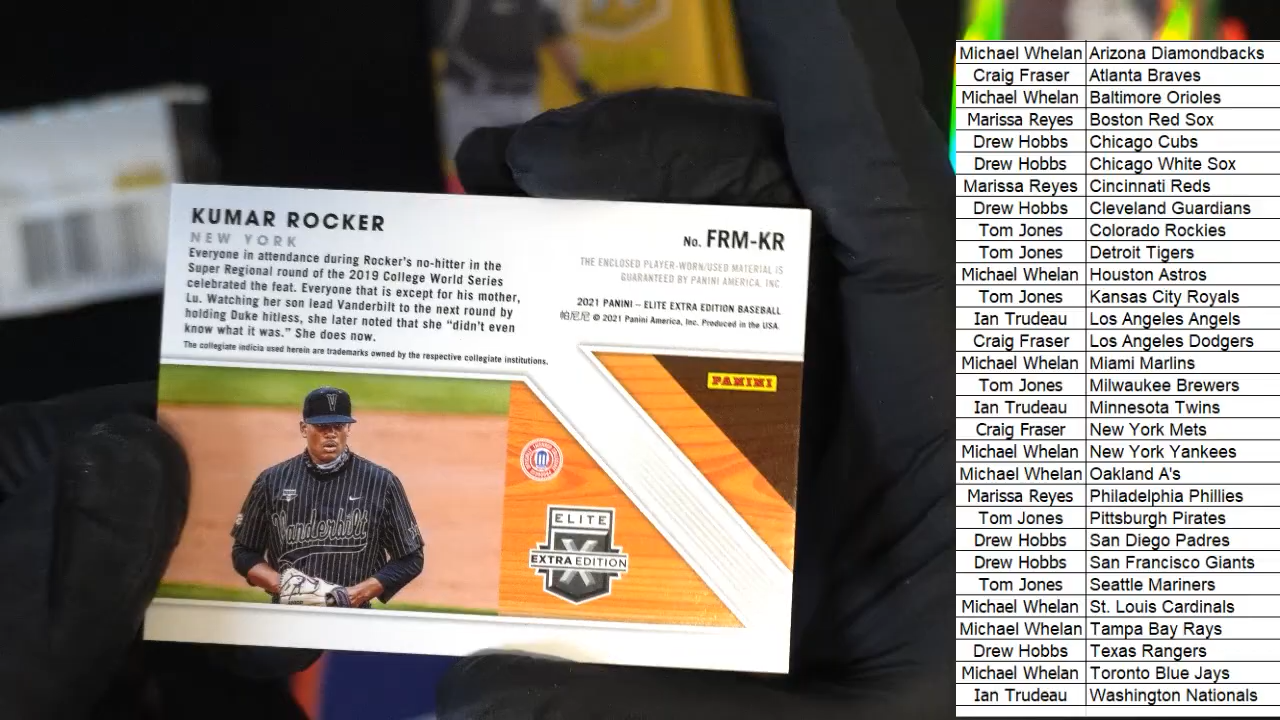 KUMAR ROCKER
NEW YORK
Everyone in attendance during Rocker's no-hitter in the
Super Regional round of the 2019 College World Series
celebrated the feat. Everyone that is except for his mother,
Lu. Watching her son lead Vanderbilt to the next round by
holding Duke hitless, she later noted that she "didn't even
know what it was." She does now.
The collegiate indicia used herein are trademarks owned by the respective collegiate institutions.
No. FRM-KR
THE ENCLOSED PLAYER-WORN/USED MATERIAL IS
GUARANTEED BY PANINI AMERICA, INC.
2021 PANINI – ELITE EXTRA EDITION BASEBALL
帕尼尼 © 2021 Panini America, Inc. Produced in the USA.
PANINI
V
Vanderbilt
ELITE
X
EXTRA EDITION
Michael Whelan Arizona Diamondbacks
Craig Fraser Atlanta Braves
Michael Whelan Baltimore Orioles
Marissa Reyes Boston Red Sox
Drew Hobbs Chicago Cubs
Drew Hobbs Chicago White Sox
Marissa Reyes Cincinnati Reds
Drew Hobbs Cleveland Guardians
Tom Jones Colorado Rockies
Tom Jones Detroit Tigers
Michael Whelan Houston Astros
Tom Jones Kansas City Royals
Ian Trudeau Los Angeles Angels
Craig Fraser Los Angeles Dodgers
Michael Whelan Miami Marlins
Tom Jones Milwaukee Brewers
Ian Trudeau Minnesota Twins
Craig Fraser New York Mets
Michael Whelan New York Yankees
Michael Whelan Oakland A's
Marissa Reyes Philadelphia Phillies
Tom Jones Pittsburgh Pirates
Drew Hobbs San Diego Padres
Drew Hobbs San Francisco Giants
Tom Jones Seattle Mariners
Michael Whelan St. Louis Cardinals
Michael Whelan Tampa Bay Rays
Drew Hobbs Texas Rangers
Michael Whelan Toronto Blue Jays
Ian Trudeau Washington Nationals